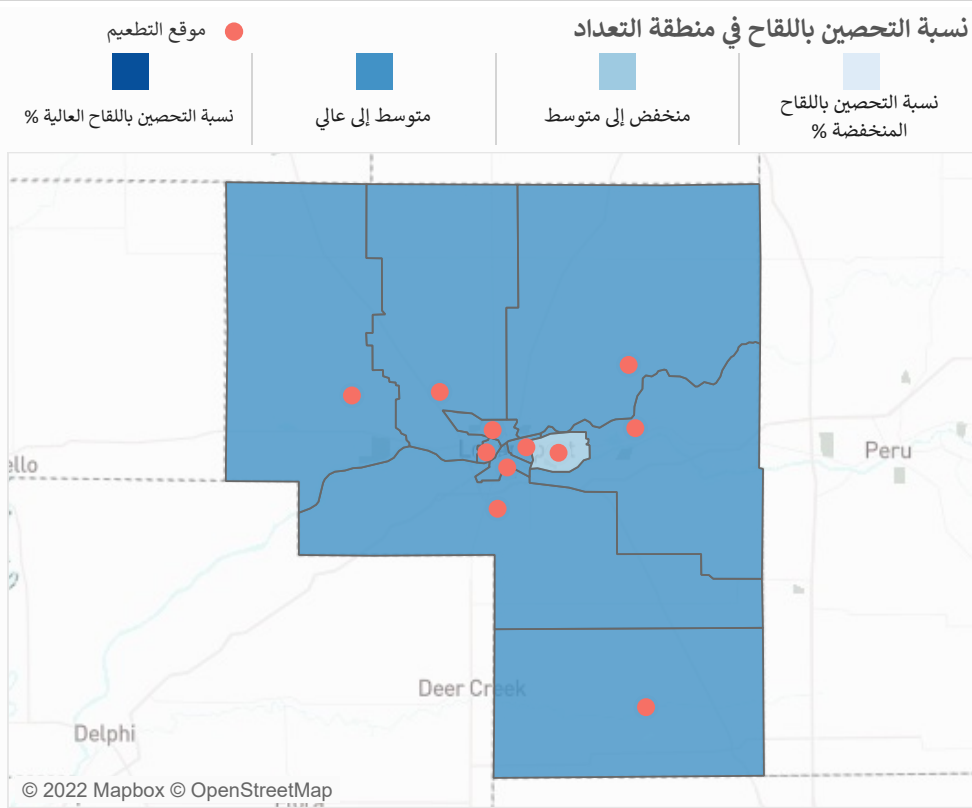 نسبة التحصين باللقاح في منطقة التعداد
موقع التطعيم
نسبة التحصين باللقاح
المنخفضة %
منخفض إلى متوسط
متوسط إلى عالي
نسبة التحصين باللقاح العالية %
ello
Peru
Deer Creek
Delphi
© 2022 Mapbox © OpenStreetMap